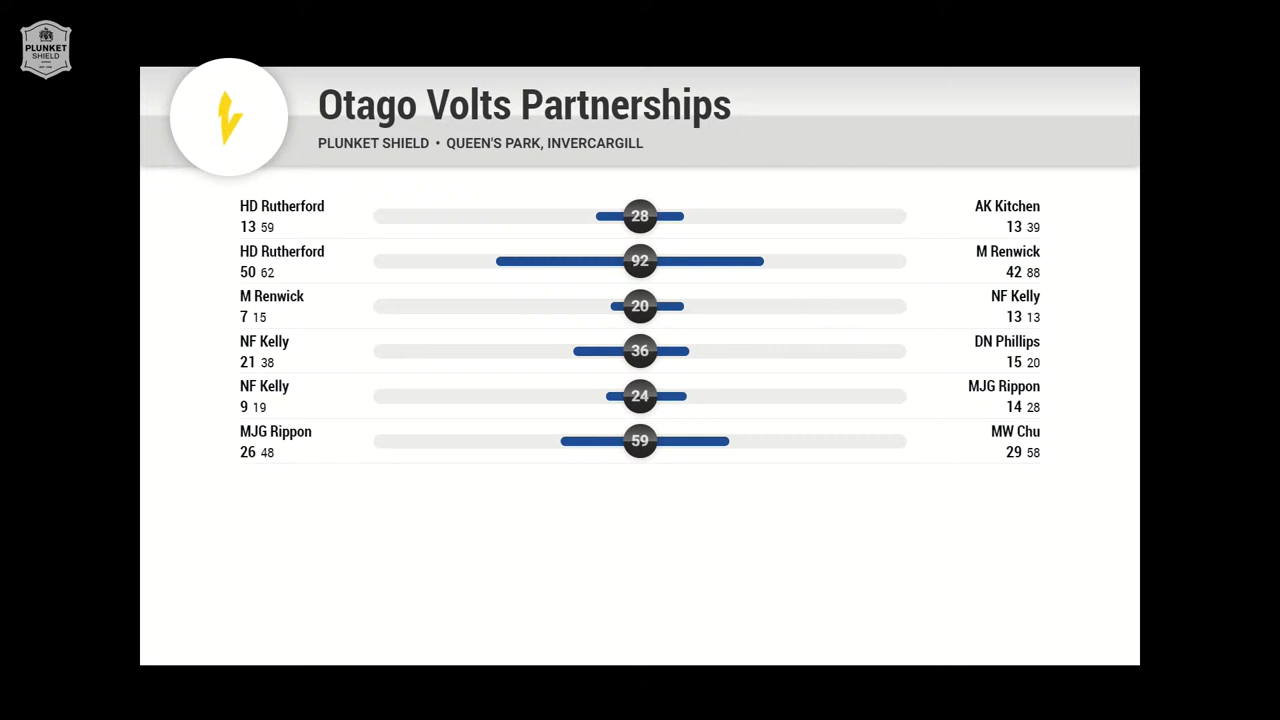 PLUNKET
SHIELD
Otago Volts Partnerships
PLUNKET SHIELD • QUEEN'S PARK, INVERCARGILL
HD Rutherford 28 AK Kitchen
13 59 13 39
HD Rutherford 92 M Renwick
50 62 42 88
M Renwick 20 NF Kelly
7 15 13 13
NF Kelly 36 DN Phillips
21 38 15 20
NF Kelly 24 MJG Rippon
9 19 14 28
MJG Rippon 59 MW Chu
26 48 29 58